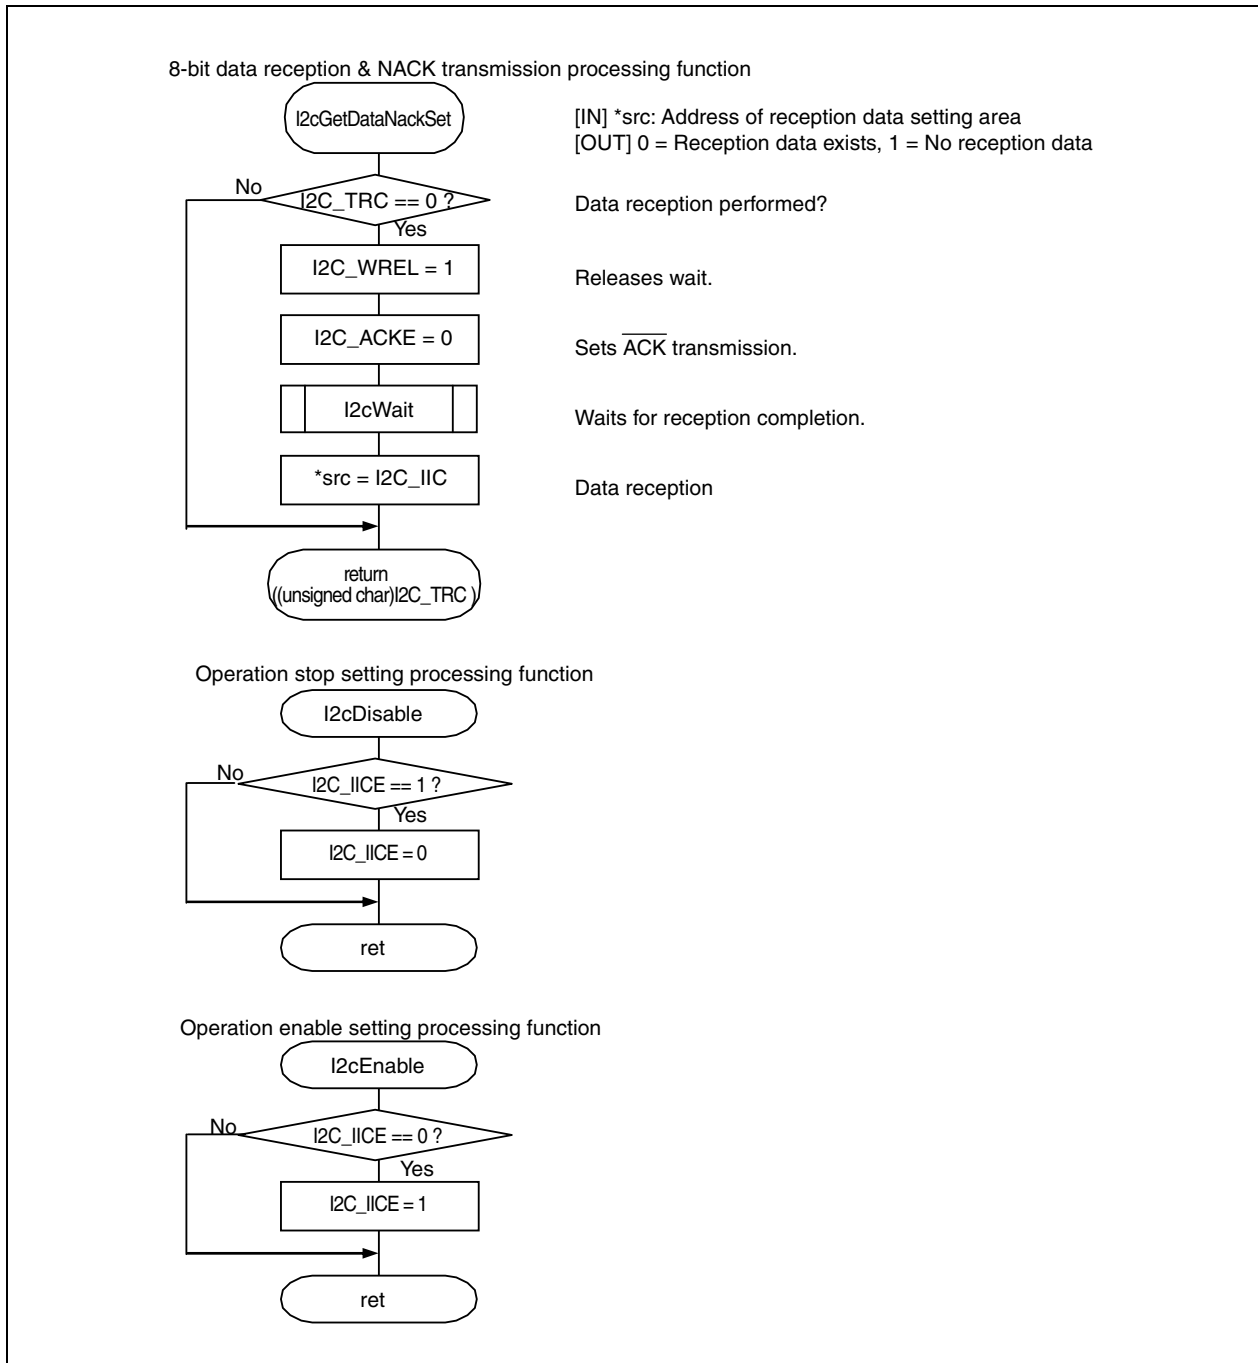 8-bit data reception & NACK transmission processing function
I2cGetDataNackSet
[IN] *src: Address of reception data setting area
[OUT] 0 = Reception data exists, 1 = No reception data
No
I2C_TRC == 0 ?
Data reception performed?
Yes
I2C_WREL = 1
Releases wait.
I2C_ACKE = 0
Sets A̅C̅K̅ transmission.
I2cWait
Waits for reception completion.
*src = I2C_IIC
Data reception
return
((unsigned char)I2C_TRC )
Operation stop setting processing function
I2cDisable
No
I2C_IICE == 1 ?
Yes
I2C_IICE = 0
ret
Operation enable setting processing function
I2cEnable
No
I2C_IICE == 0 ?
Yes
I2C_IICE = 1
ret